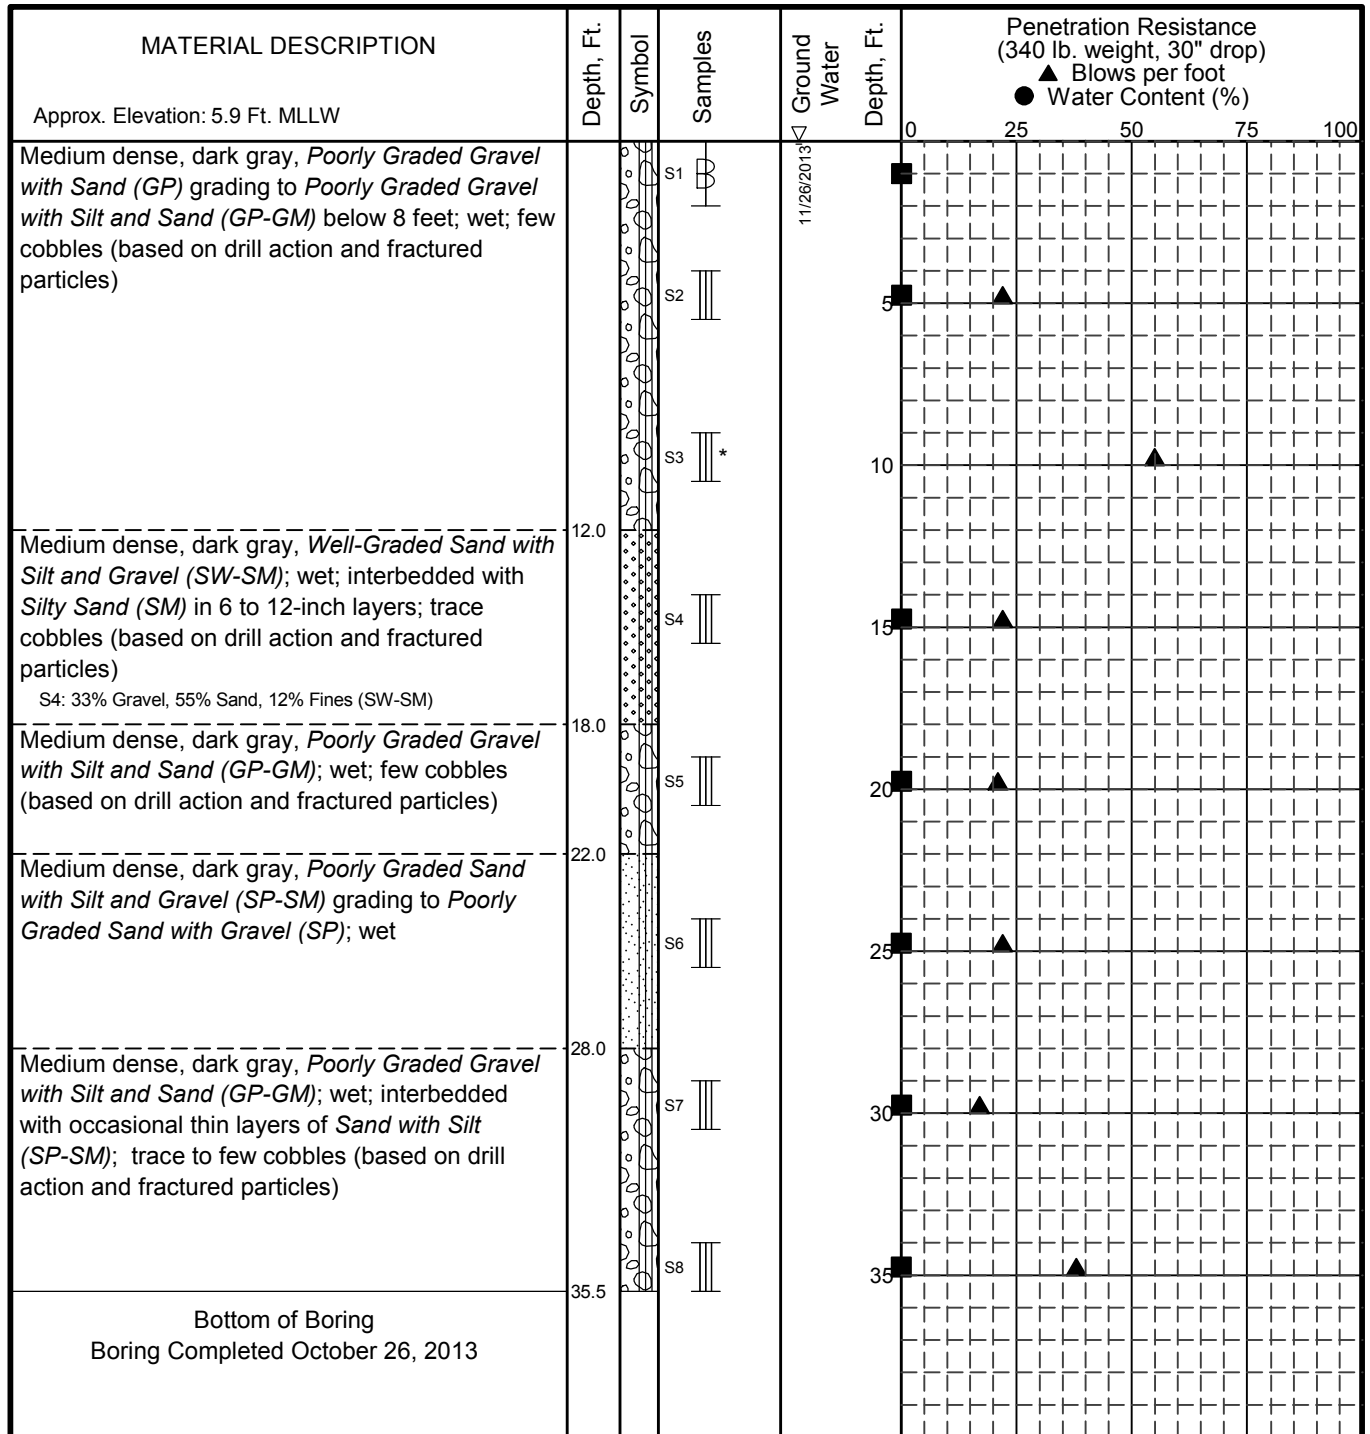 MATERIAL DESCRIPTION
Approx. Elevation: 5.9 Ft. MLLW
Depth, Ft.
Symbol
Samples
Ground
Water
Depth, Ft.
Penetration Resistance
(340 lb. weight, 30" drop)
▲ Blows per foot
● Water Content (%)
0 25 50 75 100
Medium dense, dark gray, Poorly Graded Gravel
with Sand (GP) grading to Poorly Graded Gravel
with Silt and Sand (GP-GM) below 8 feet; wet; few
cobbles (based on drill action and fractured
particles)
S1
11/26/2013
S2
5
S3 *
10
12.0
Medium dense, dark gray, Well-Graded Sand with
Silt and Gravel (SW-SM); wet; interbedded with
Silty Sand (SM) in 6 to 12-inch layers; trace
cobbles (based on drill action and fractured
particles)
S4: 33% Gravel, 55% Sand, 12% Fines (SW-SM)
S4
15
18.0
Medium dense, dark gray, Poorly Graded Gravel
with Silt and Sand (GP-GM); wet; few cobbles
(based on drill action and fractured particles)
S5
20
22.0
Medium dense, dark gray, Poorly Graded Sand
with Silt and Gravel (SP-SM) grading to Poorly
Graded Sand with Gravel (SP); wet
S6
25
28.0
Medium dense, dark gray, Poorly Graded Gravel
with Silt and Sand (GP-GM); wet; interbedded
with occasional thin layers of Sand with Silt
(SP-SM); trace to few cobbles (based on drill
action and fractured particles)
S7
30
S8
35
35.5
Bottom of Boring
Boring Completed October 26, 2013